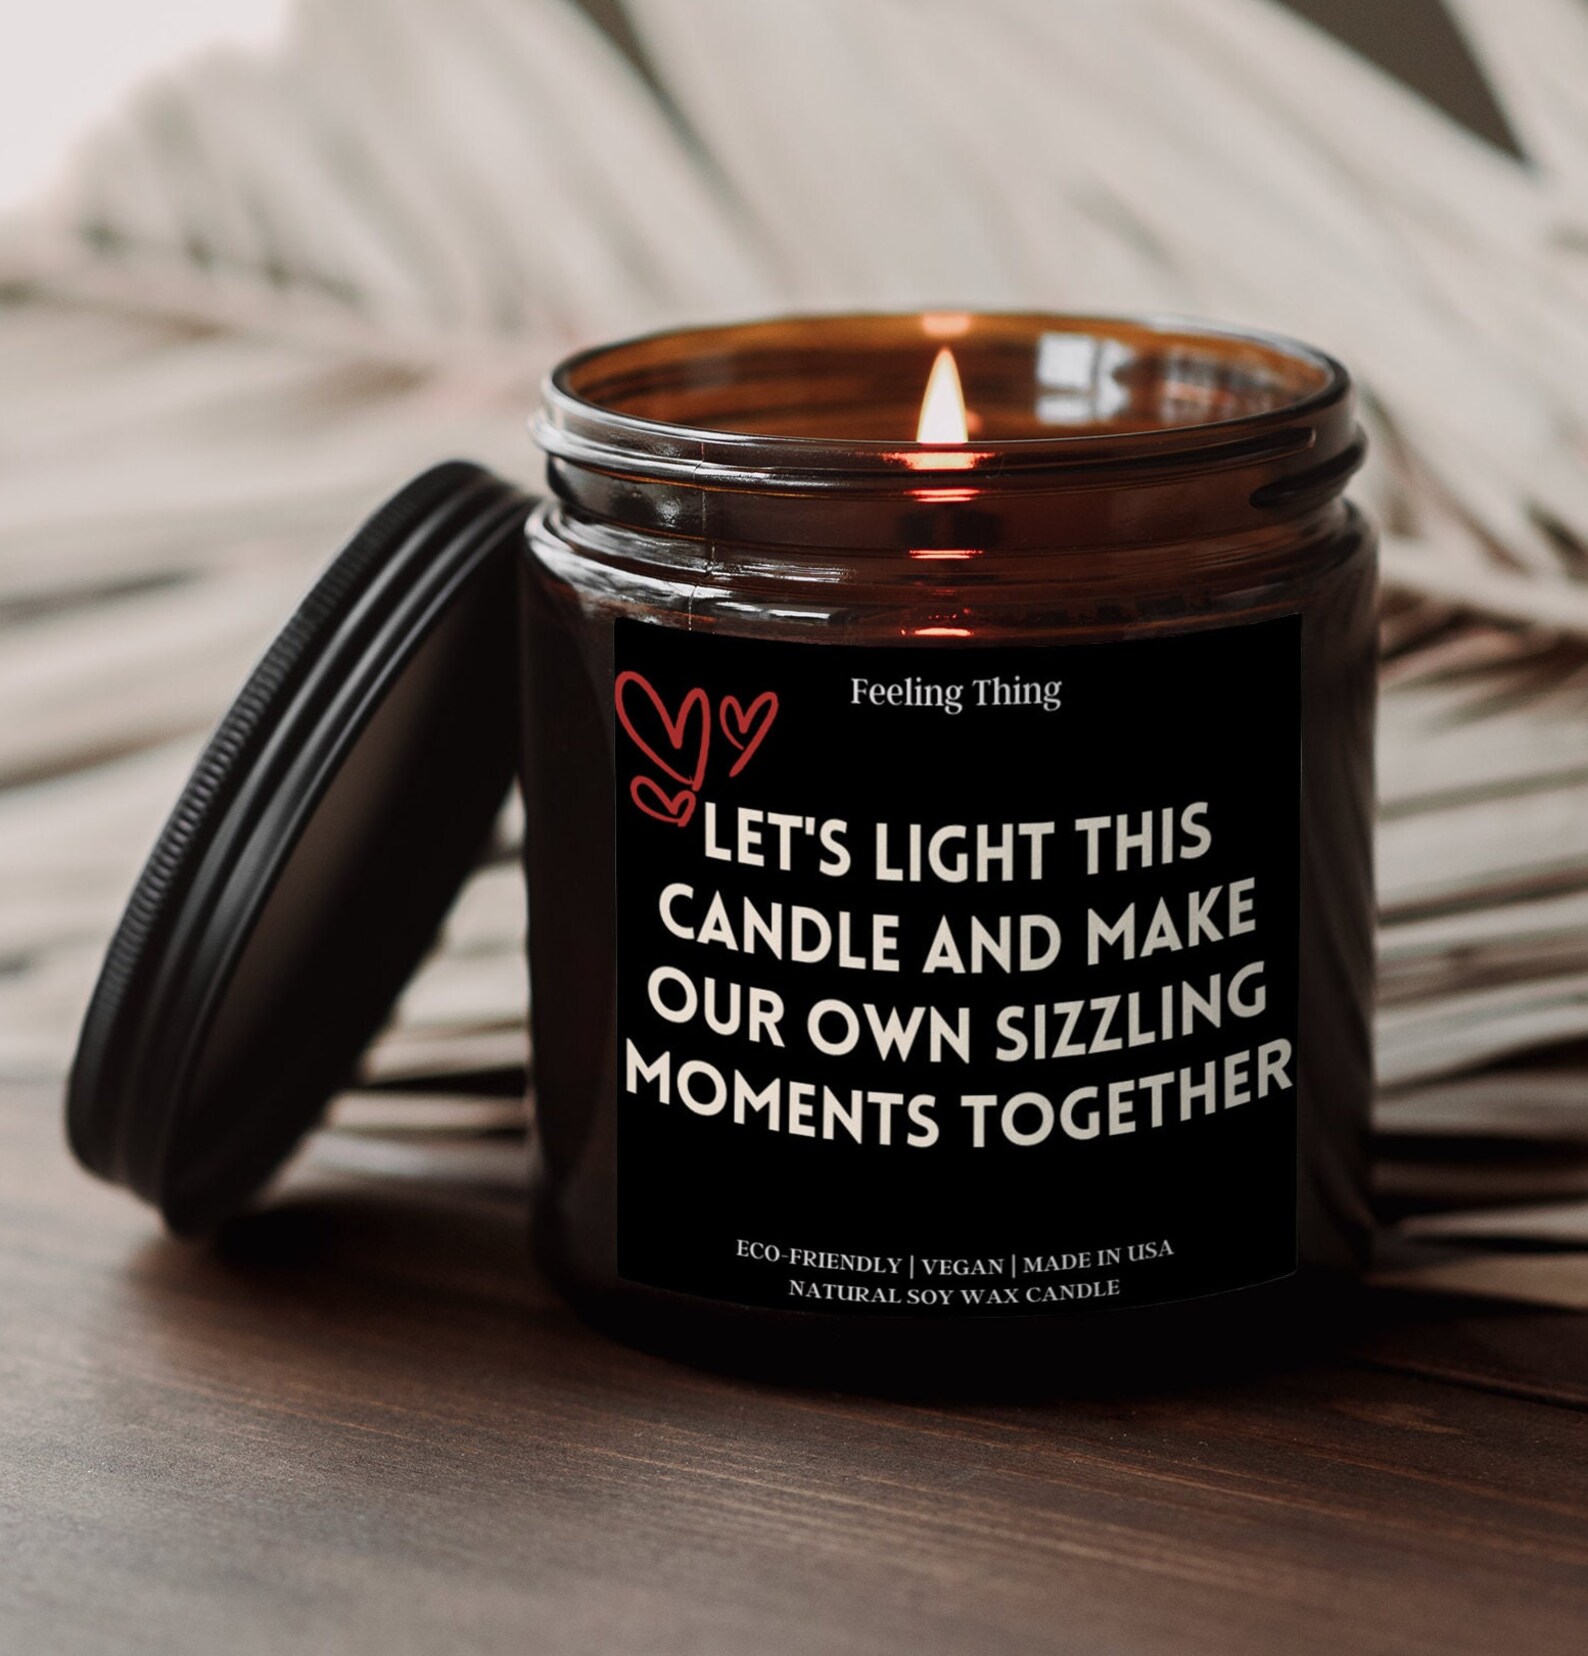 Feeling Thing
LET'S LIGHT THIS
CANDLE AND MAKE
OUR OWN SIZZLING
MOMENTS TOGETHER
ECO-FRIENDLY | VEGAN | MADE IN USA
NATURAL SOY WAX CANDLE